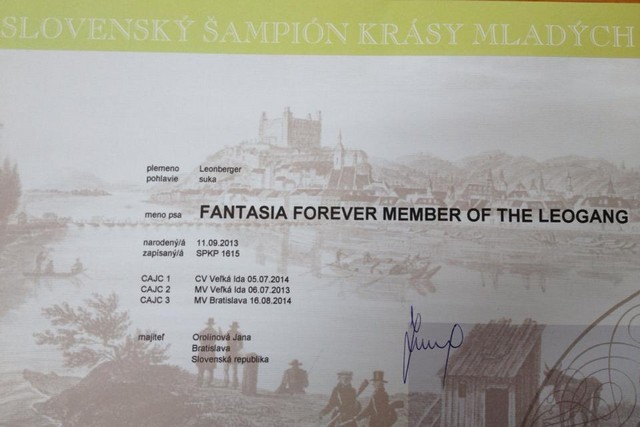 SLOVENSKÝ ŠAMPIÓN KRÁSY MLADÝCH
plemeno Leonberger
pohlavie suka
meno psa FANTASIA FOREVER MEMBER OF THE LEOGANG
narodený/á 11.09.2013
zapísaný/á SPKP 1615
CAJC 1 CV Veľká Ida 05.07.2014
CAJC 2 MV Veľká Ida 06.07.2013
CAJC 3 MV Bratislava 16.08.2014
majiteľ Orolínová Jana
Bratislava
Slovenská republika